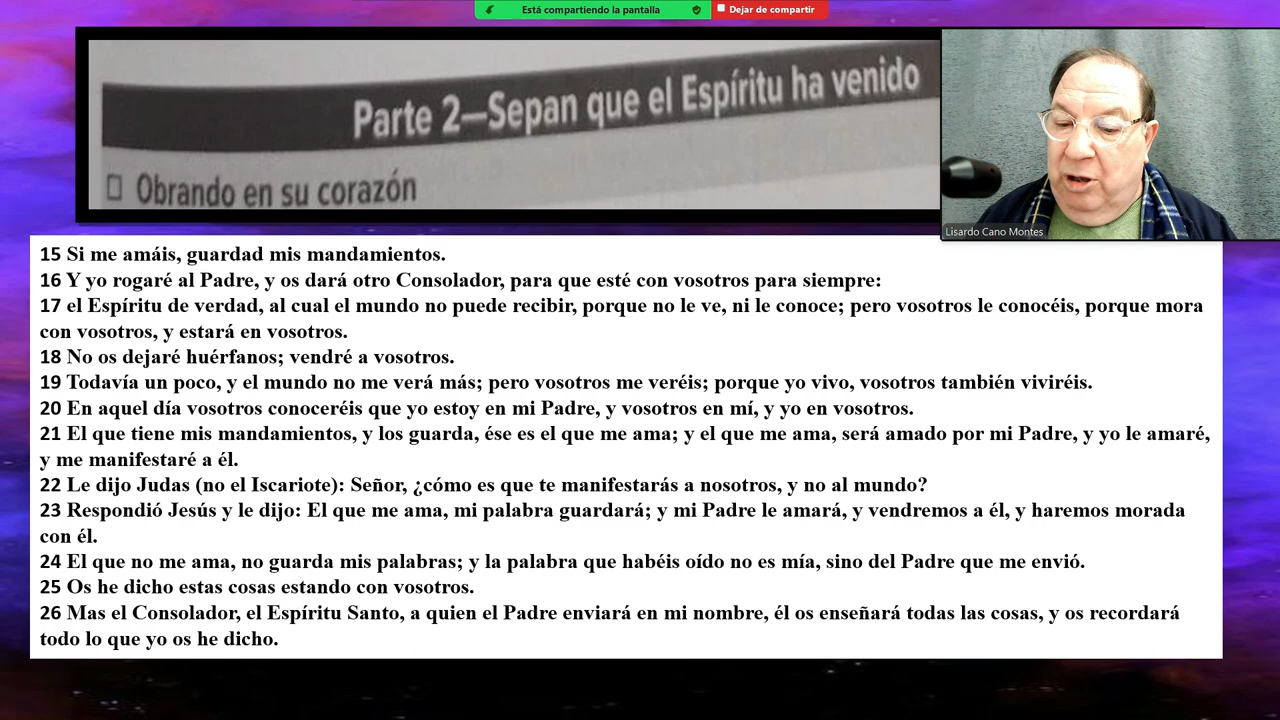 Está compartiendo la pantalla
Dejar de compartir
Parte 2—Sepan que el Espíritu ha venido
Obrando en su corazón
Lisardo Cano Montes
15 Si me amáis, guardad mis mandamientos.
16 Y yo rogaré al Padre, y os dará otro Consolador, para que esté con vosotros para siempre:
17 el Espíritu de verdad, al cual el mundo no puede recibir, porque no le ve, ni le conoce; pero vosotros le conocéis, porque mora
con vosotros, y estará en vosotros.
18 No os dejaré huérfanos; vendré a vosotros.
19 Todavía un poco, y el mundo no me verá más; pero vosotros me veréis; porque yo vivo, vosotros también viviréis.
20 En aquel día vosotros conoceréis que yo estoy en mi Padre, y vosotros en mí, y yo en vosotros.
21 El que tiene mis mandamientos, y los guarda, ése es el que me ama; y el que me ama, será amado por mi Padre, y yo le amaré,
y me manifestaré a él.
22 Le dijo Judas (no el Iscariote): Señor, ¿cómo es que te manifestarás a nosotros, y no al mundo?
23 Respondió Jesús y le dijo: El que me ama, mi palabra guardará; y mi Padre le amará, y vendremos a él, y haremos morada
con él.
24 El que no me ama, no guarda mis palabras; y la palabra que habéis oído no es mía, sino del Padre que me envió.
25 Os he dicho estas cosas estando con vosotros.
26 Mas el Consolador, el Espíritu Santo, a quien el Padre enviará en mi nombre, él os enseñará todas las cosas, y os recordará
todo lo que yo os he dicho.